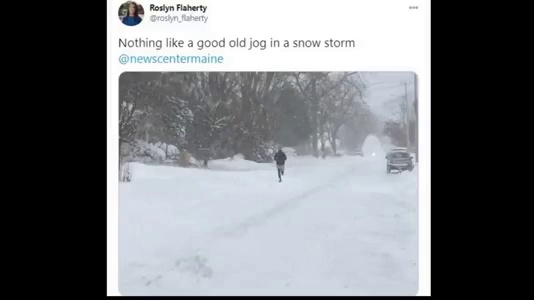 Roslyn Flaherty
@roslyn_flaherty
Nothing like a good old jog in a snow storm
@newscentermaine